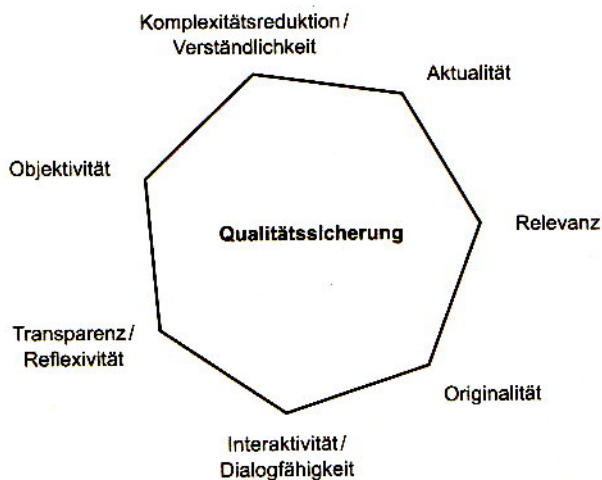 Komplexitätsreduktion/
Verständlichkeit
Aktualität
Objektivität
Relevanz
Qualitätssicherung
Transparenz/
Reflexivität
Originalität
Interaktivität/
Dialogfähigkeit